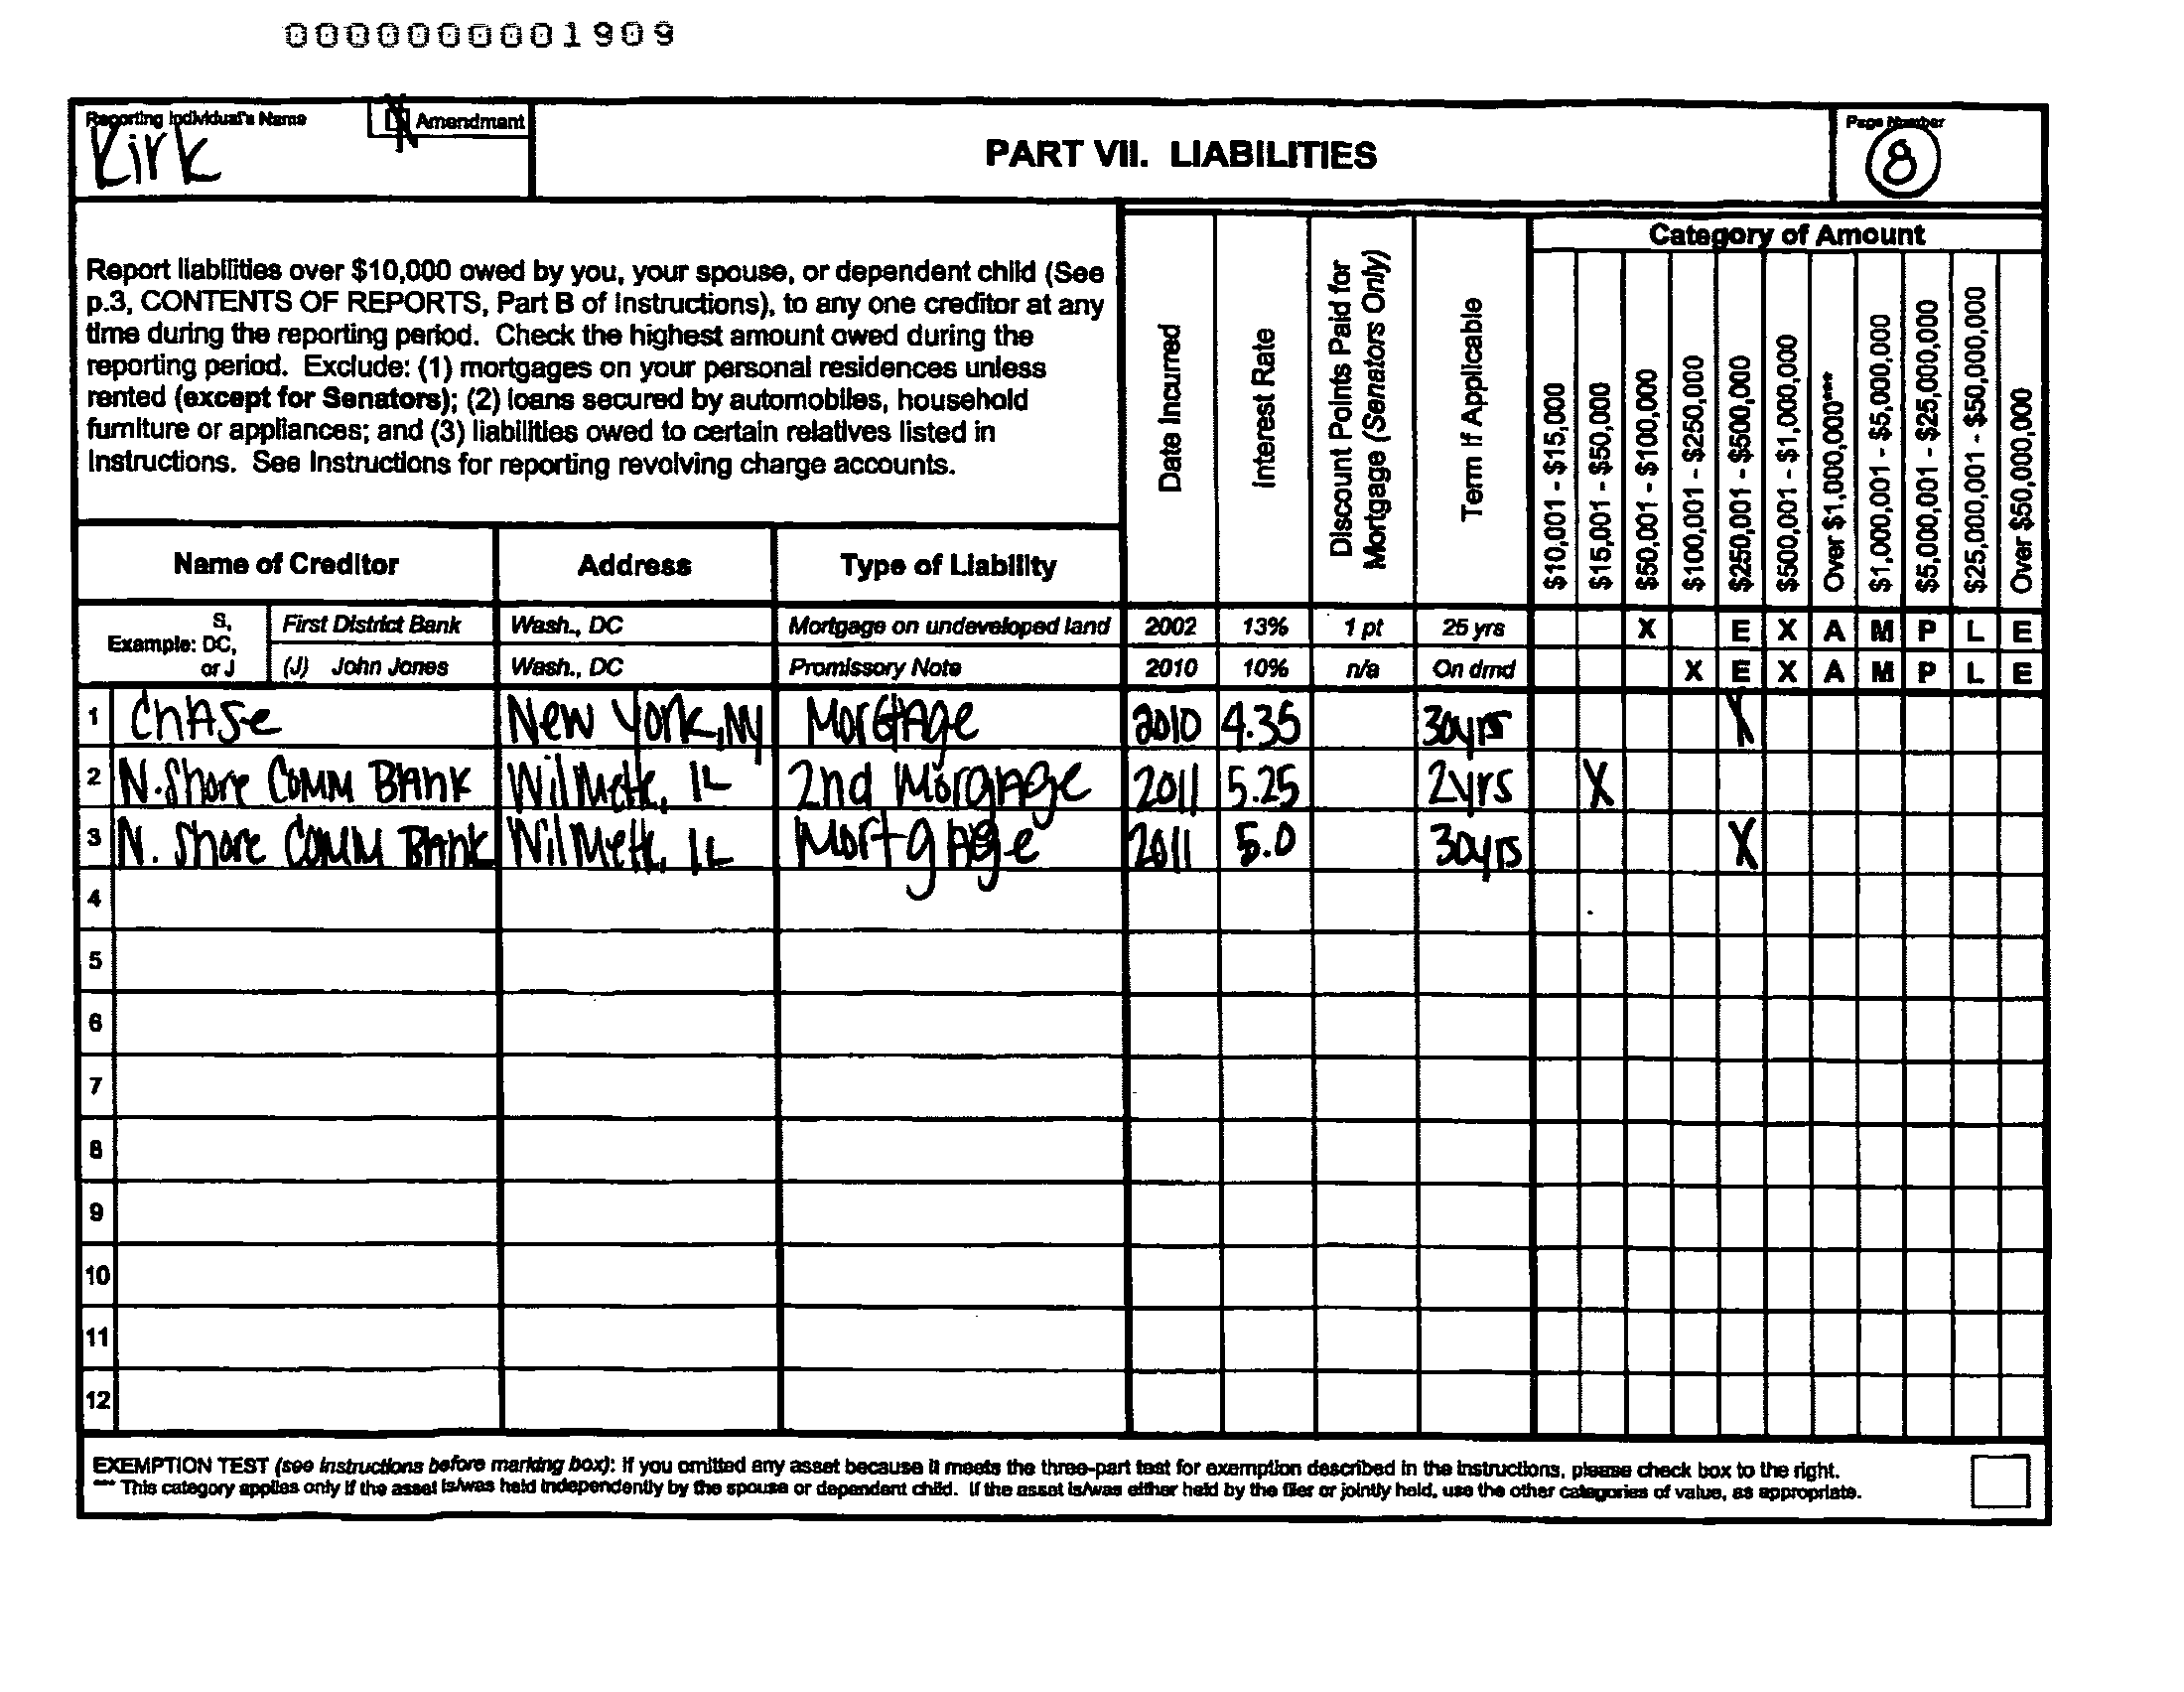 0000000001909
Reporting Individual's Name
Kirk
Amendment
PART VII. LIABILITIES
Page Number
8
Report liabilities over $10,000 owed by you, your spouse, or dependent child (See
p.3, CONTENTS OF REPORTS, Part B of Instructions), to any one creditor at any
time during the reporting period. Check the highest amount owed during the
reporting period. Exclude: (1) mortgages on your personal residences unless
rented (except for Senators); (2) loans secured by automobiles, household
furniture or appliances; and (3) liabilities owed to certain relatives listed in
Instructions. See Instructions for reporting revolving charge accounts.
Name of Creditor
Address
Type of Liability
Date Incurred
Interest Rate
Discount Points Paid for
Mortgage (Senators Only)
Term if Applicable
Category of Amount
$10,001 - $15,000
$15,001 - $50,000
$50,001 - $100,000
$100,001 - $250,000
$250,001 - $500,000
$500,001 - $1,000,000
Over $1,000,000***
$1,000,001 - $5,000,000
$5,000,001 - $25,000,000
$25,000,001 - $50,000,000
Over $50,000,000
Example: S, DC, or J
First District Bank Wash., DC Mortgage on undeveloped land 2002 13% 1 pt 25 yrs X E X A M P L E
(J) John Jones Wash., DC Promissory Note 2010 10% n/a On dmd X E X A M P L E
1 Chase New York, NY Mortgage 2010 4.35 30yrs X
2 N. Shore Comm Bank Wilmette, IL 2nd Morgnage 2011 5.25 2yrs X
3 N. Shore Comm Bank Wilmette, IL Mortgage 2011 5.0 30yrs X
4
5
6
7
8
9
10
11
12
EXEMPTION TEST (see instructions before marking box): If you omitted any asset because it meets the three-part test for exemption described in the instructions, please check box to the right.
*** This category applies only if the asset is/was held independently by the spouse or dependent child. If the asset is/was either held by the filer or jointly held, use the other categories of value, as appropriate.